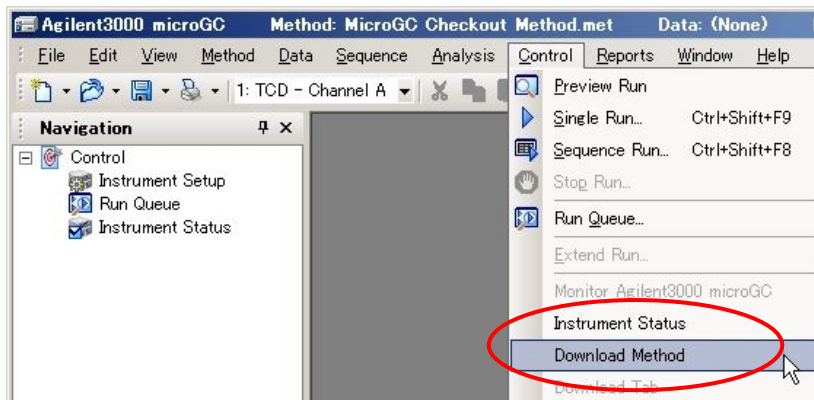 Agilent3000 microGC Method: MicroGC Checkout Method.met Data: (None)
File Edit View Method Data Sequence Analysis Control Reports Window Help
1: TCD - Channel A
Navigation
Control
Instrument Setup
Run Queue
Instrument Status
Preview Run
Single Run... Ctrl+Shift+F9
Sequence Run... Ctrl+Shift+F8
Stop Run...
Run Queue...
Extend Run...
Monitor Agilent3000 microGC
Instrument Status
Download Method
Download Tab